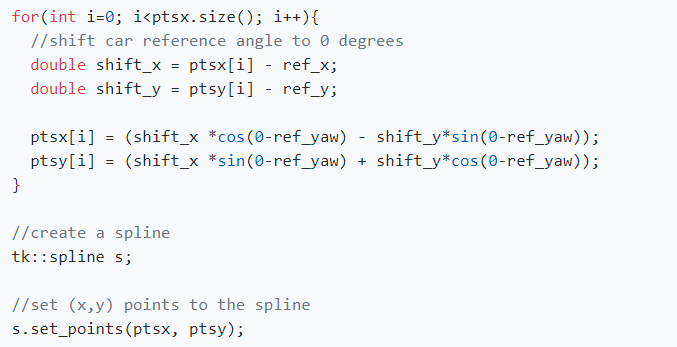 for(int i=0; i<ptsx.size(); i++){
  //shift car reference angle to 0 degrees
  double shift_x = ptsx[i] - ref_x;
  double shift_y = ptsy[i] - ref_y;

  ptsx[i] = (shift_x *cos(0-ref_yaw) - shift_y*sin(0-ref_yaw));
  ptsy[i] = (shift_x *sin(0-ref_yaw) + shift_y*cos(0-ref_yaw));
}

//create a spline
tk::spline s;

//set (x,y) points to the spline
s.set_points(ptsx, ptsy);